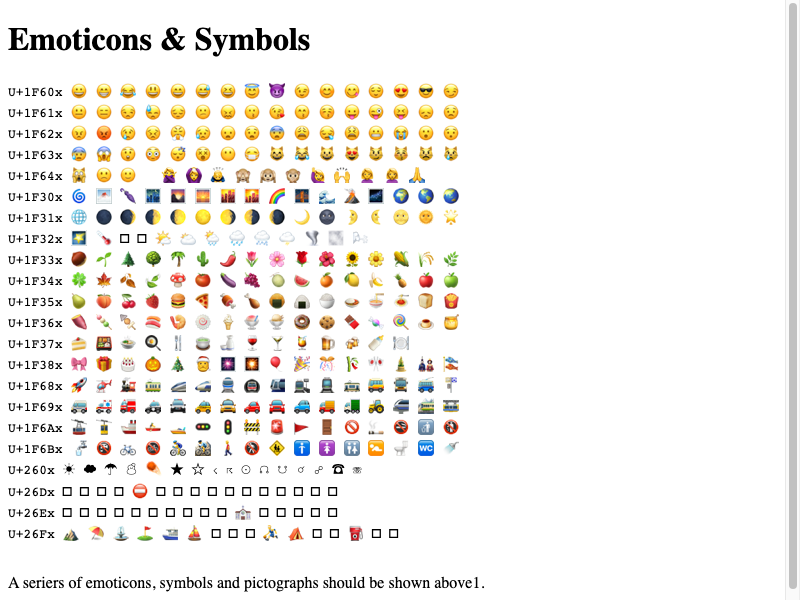 Emoticons & Symbols
U+1F60x
U+1F61x
U+1F62x
U+1F63x
U+1F64x
U+1F30x
U+1F31x
U+1F32x
U+1F33x
U+1F34x
U+1F35x
U+1F36x
U+1F37x
U+1F38x
U+1F68x
U+1F69x
U+1F6Ax
U+1F6Bx
U+260x
U+26Dx
U+26Ex
U+26Fx
A seriers of emoticons, symbols and pictographs should be shown above1.